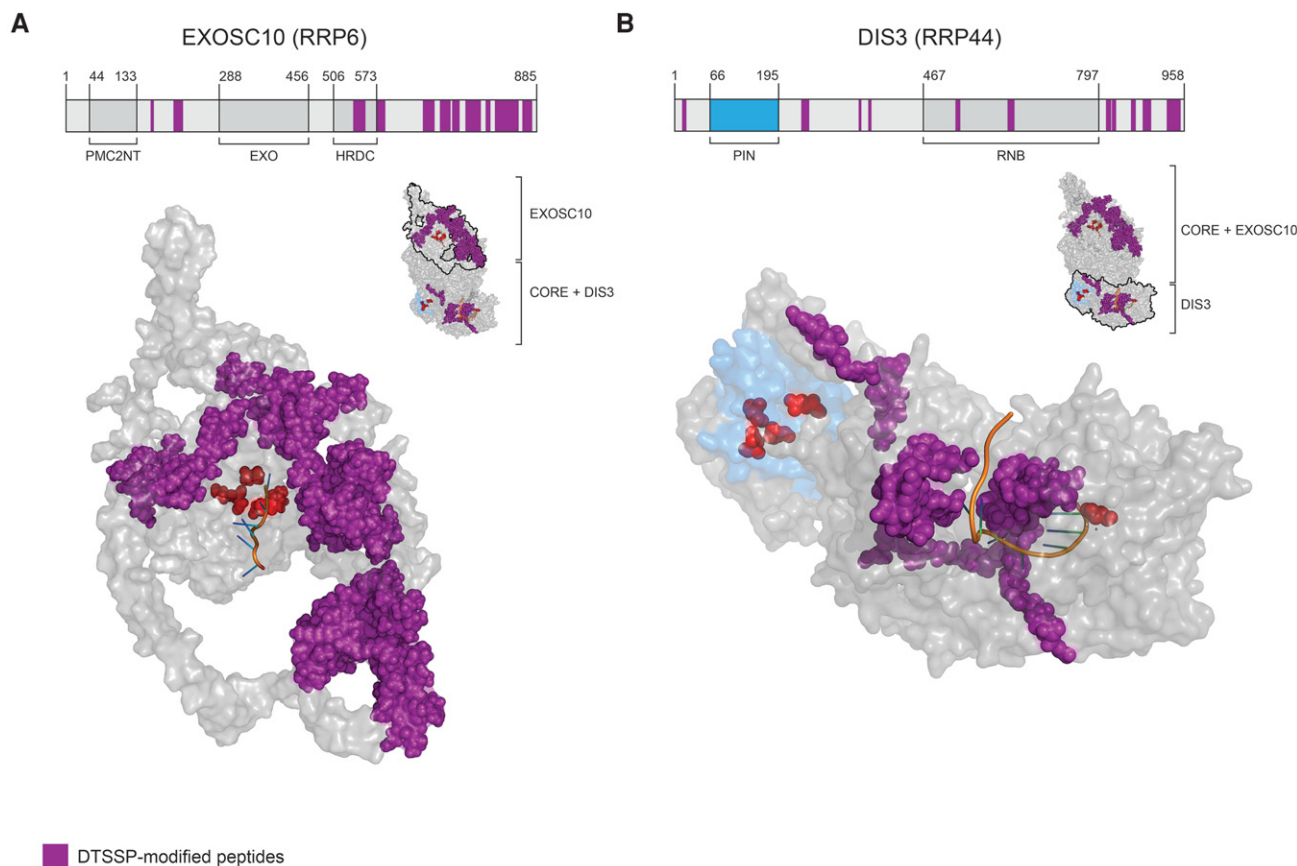 A
EXOSC10 (RRP6)
1 44 133 288 456 506 573 885
PMC2NT EXO HRDC
EXOSC10
CORE + DIS3
B
DIS3 (RRP44)
1 66 195 467 797 958
PIN RNB
CORE + EXOSC10
DIS3
DTSSP-modified peptides